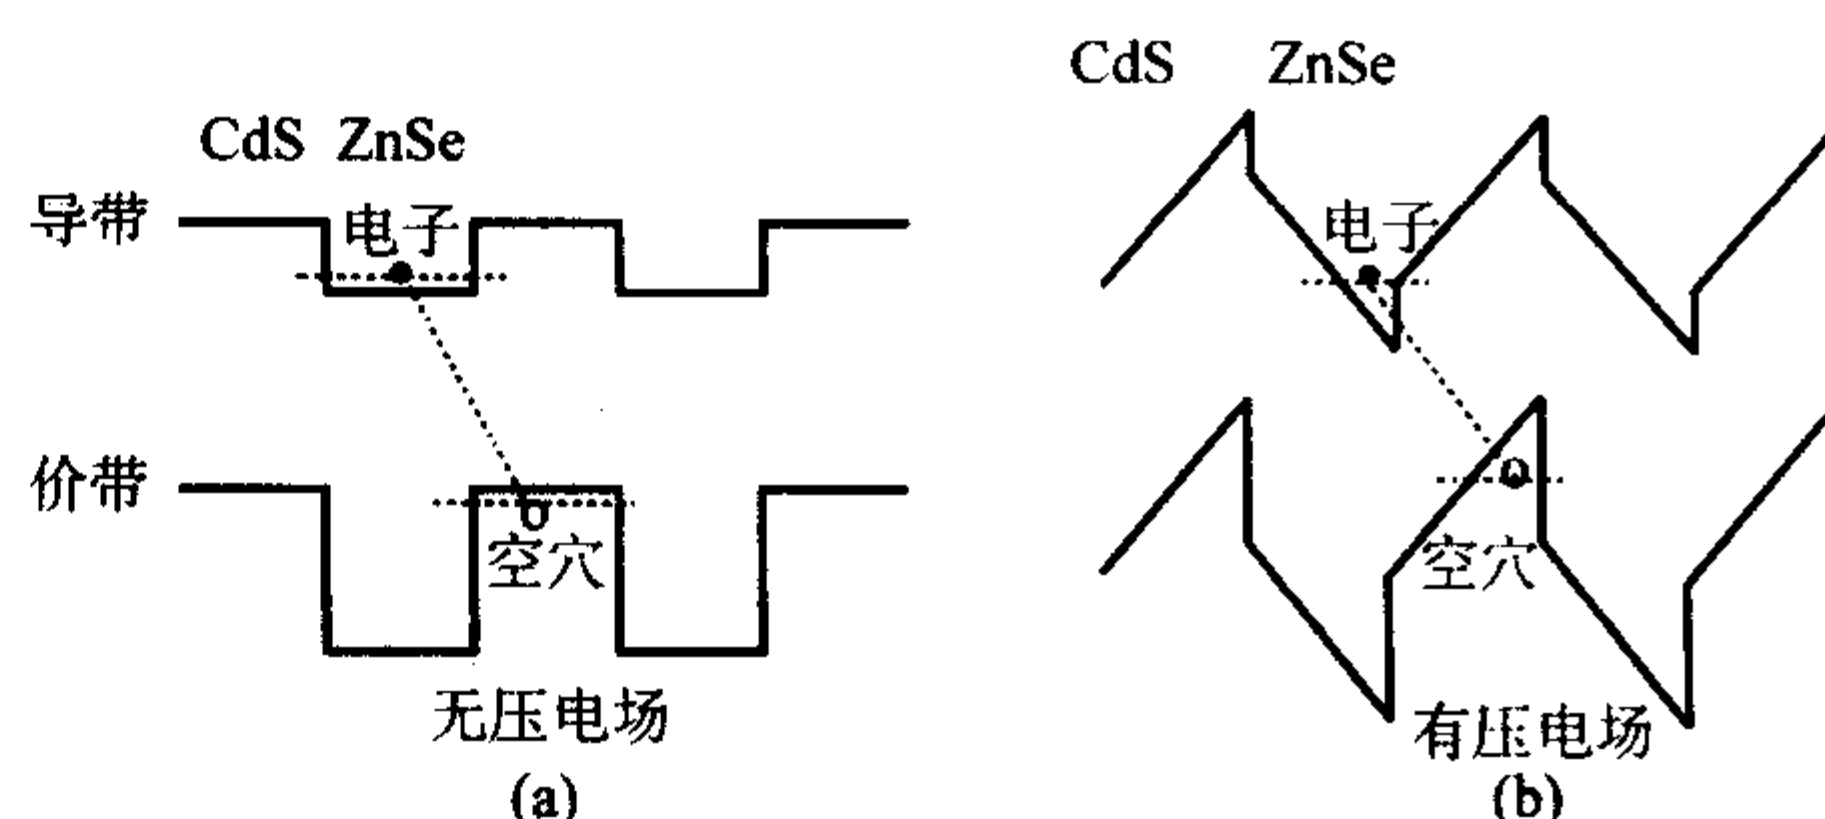 CdS ZnSe
导带
电子
价带
空穴
无压电场
(a)
CdS ZnSe
电子
空穴
有压电场
(b)